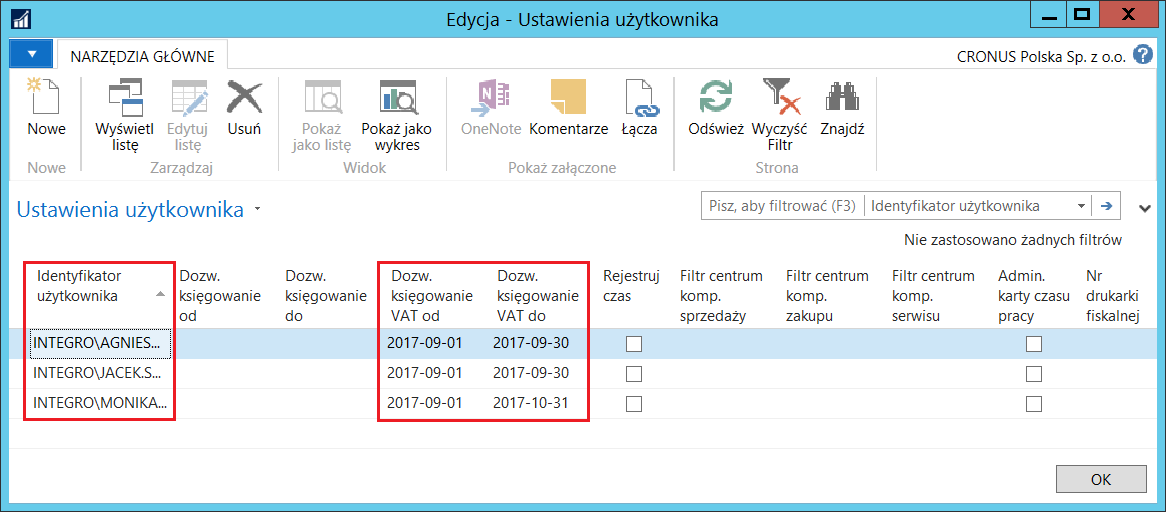 Edycja - Ustawienia użytkownika
NARZĘDZIA GŁÓWNE
CRONUS Polska Sp. z o.o.
Nowe
Wyświetl listę
Edytuj listę
Usuń
Pokaż jako listę
Pokaż jako wykres
OneNote
Komentarze
Łącza
Odśwież
Wyczyść Filtr
Znajdź
Nowe
Zarządzaj
Widok
Pokaż załączone
Strona
Ustawienia użytkownika
Pisz, aby filtrować (F3)
Identyfikator użytkownika
Nie zastosowano żadnych filtrów
Identyfikator użytkownika
Dozw. księgowanie od
Dozw. księgowanie do
Dozw. księgowanie VAT od
Dozw. księgowanie VAT do
Rejestruj czas
Filtr centrum komp. sprzedaży
Filtr centrum komp. zakupu
Filtr centrum komp. serwisu
Admin. karty czasu pracy
Nr drukarki fiskalnej
INTEGRO\AGNIES... 2017-09-01 2017-09-30
INTEGRO\JACEK.S... 2017-09-01 2017-09-30
INTEGRO\MONIKA... 2017-09-01 2017-10-31
OK